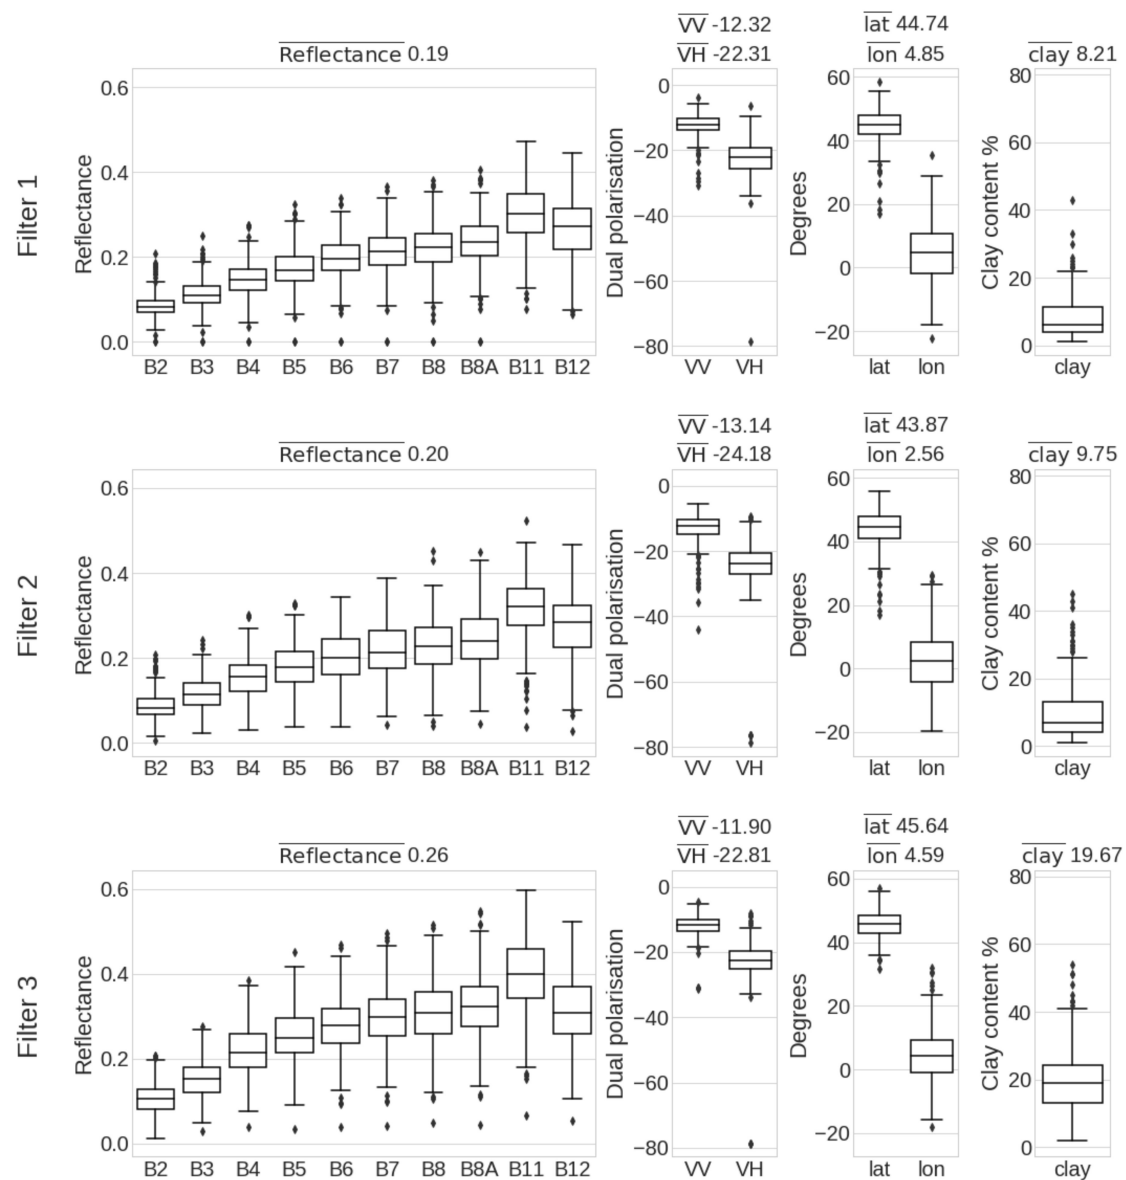 VV -12.32 lat 44.74
Reflectance 0.19 VH -22.31 lon 4.85 clay 8.21
Filter 1
Reflectance
0.6
0.4
0.2
0.0
B2 B3 B4 B5 B6 B7 B8 B8A B11 B12
Dual polarisation
0
−20
−40
−60
−80
VV VH
Degrees
60
40
20
0
−20
lat lon
Clay content %
80
60
40
20
0
clay
VV -13.14 lat 43.87
Reflectance 0.20 VH -24.18 lon 2.56 clay 9.75
Filter 2
Reflectance
0.6
0.4
0.2
0.0
B2 B3 B4 B5 B6 B7 B8 B8A B11 B12
Dual polarisation
0
−20
−40
−60
−80
VV VH
Degrees
60
40
20
0
−20
lat lon
Clay content %
80
60
40
20
0
clay
VV -11.90 lat 45.64
Reflectance 0.26 VH -22.81 lon 4.59 clay 19.67
Filter 3
Reflectance
0.6
0.4
0.2
0.0
B2 B3 B4 B5 B6 B7 B8 B8A B11 B12
Dual polarisation
0
−20
−40
−60
−80
VV VH
Degrees
60
40
20
0
−20
lat lon
Clay content %
80
60
40
20
0
clay